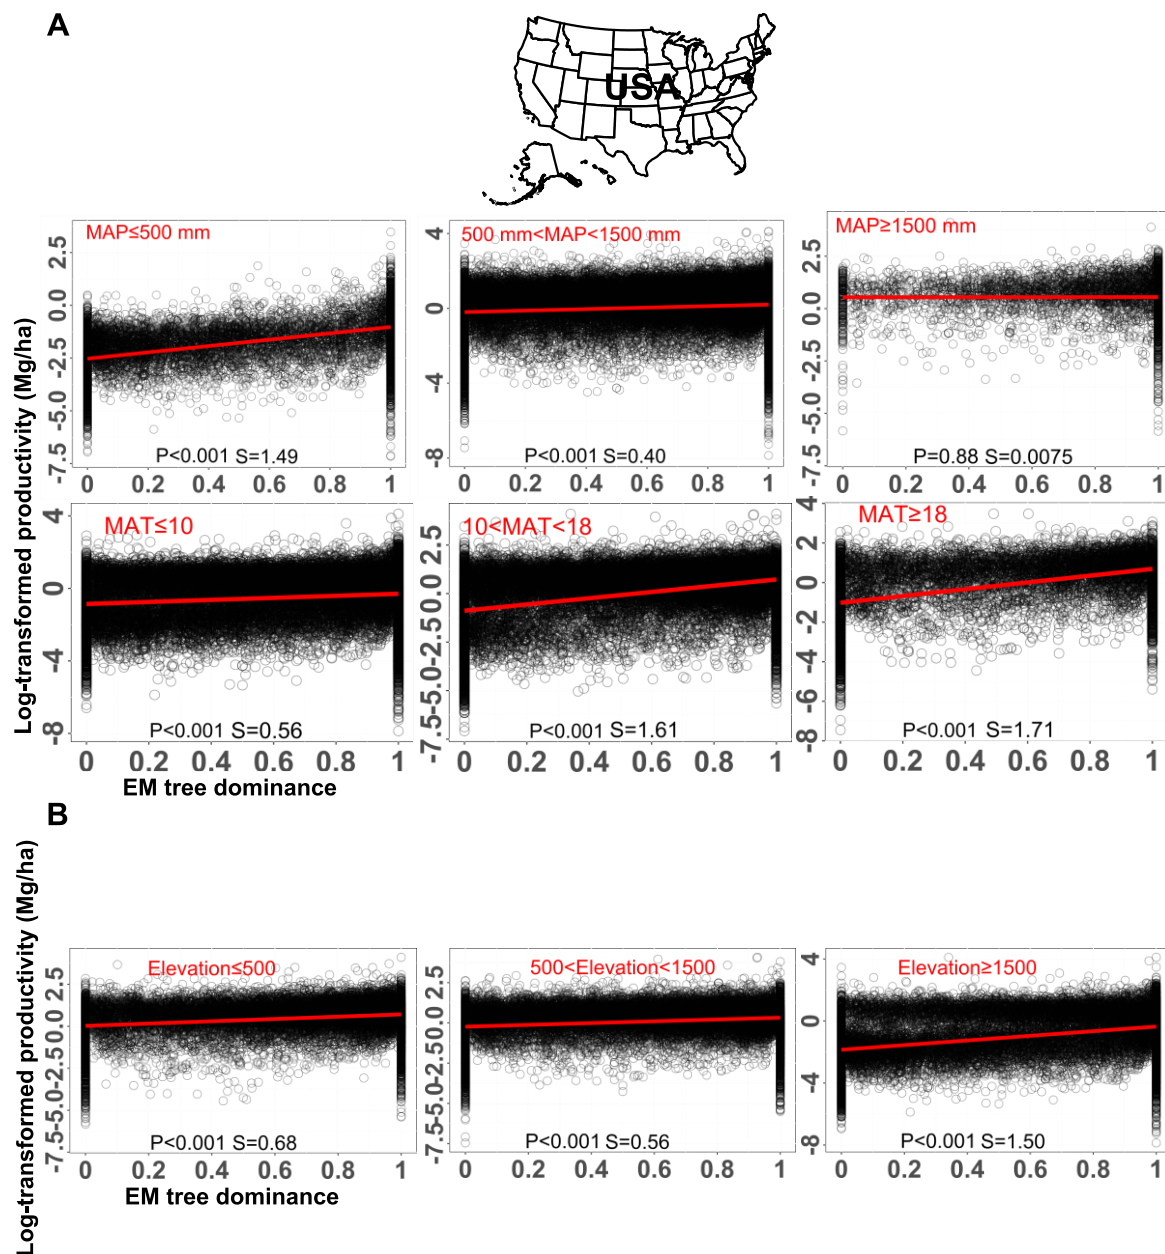 A
USA
Log-transformed productivity (Mg/ha)
MAP≤500 mm
2.5
0.0
-2.5
-5.0
-7.5
P<0.001 S=1.49
0 0.2 0.4 0.6 0.8 1
500 mm<MAP<1500 mm
4
0
-4
-8
P<0.001 S=0.40
0 0.2 0.4 0.6 0.8 1
MAP≥1500 mm
2.5
0.0
-2.5
-5.0
-7.5
P=0.88 S=0.0075
0 0.2 0.4 0.6 0.8 1
MAT≤10
4
0
-4
-8
P<0.001 S=0.56
0 0.2 0.4 0.6 0.8 1
10<MAT<18
2.5
0.0
-2.5
-5.0
-7.5
P<0.001 S=1.61
0 0.2 0.4 0.6 0.8 1
MAT≥18
4
2
0
-2
-4
-6
-8
P<0.001 S=1.71
0 0.2 0.4 0.6 0.8 1
EM tree dominance
B
Log-transformed productivity (Mg/ha)
Elevation≤500
2.5
0.0
-2.5
-5.0
-7.5
P<0.001 S=0.68
0 0.2 0.4 0.6 0.8 1
500<Elevation<1500
2.5
0.0
-2.5
-5.0
-7.5
P<0.001 S=0.56
0 0.2 0.4 0.6 0.8 1
Elevation≥1500
4
0
-4
-8
P<0.001 S=1.50
0 0.2 0.4 0.6 0.8 1
EM tree dominance